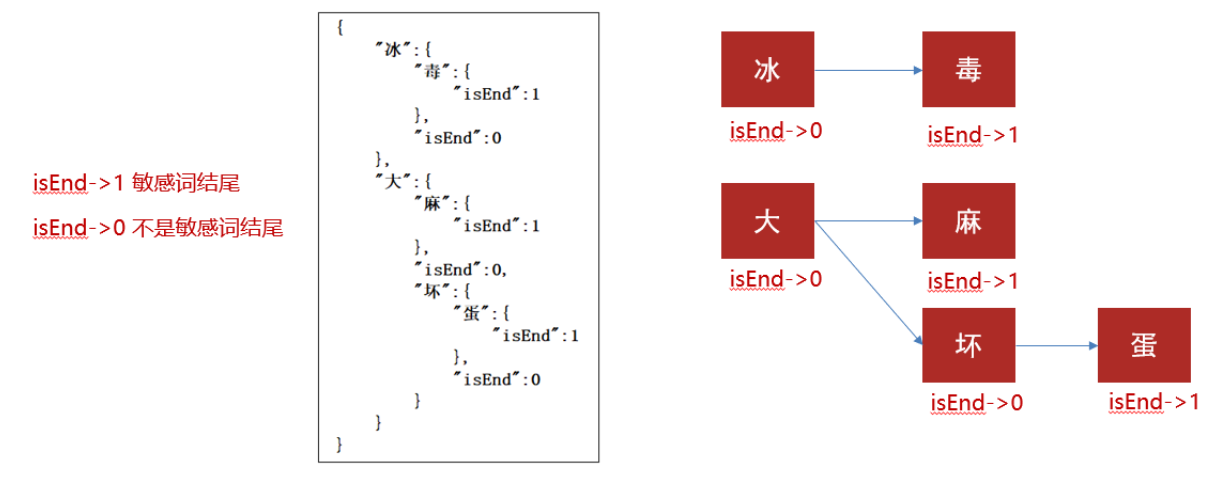 isEnd->1 敏感词结尾
isEnd->0 不是敏感词结尾
{
"冰":{
"毒":{
"isEnd":1
},
"isEnd":0
},
"大":{
"麻":{
"isEnd":1
},
"isEnd":0,
"坏":{
"蛋":{
"isEnd":1
},
"isEnd":0
}
}
}
冰 毒
isEnd->0 isEnd->1
大 麻
isEnd->0 isEnd->1
坏 蛋
isEnd->0 isEnd->1